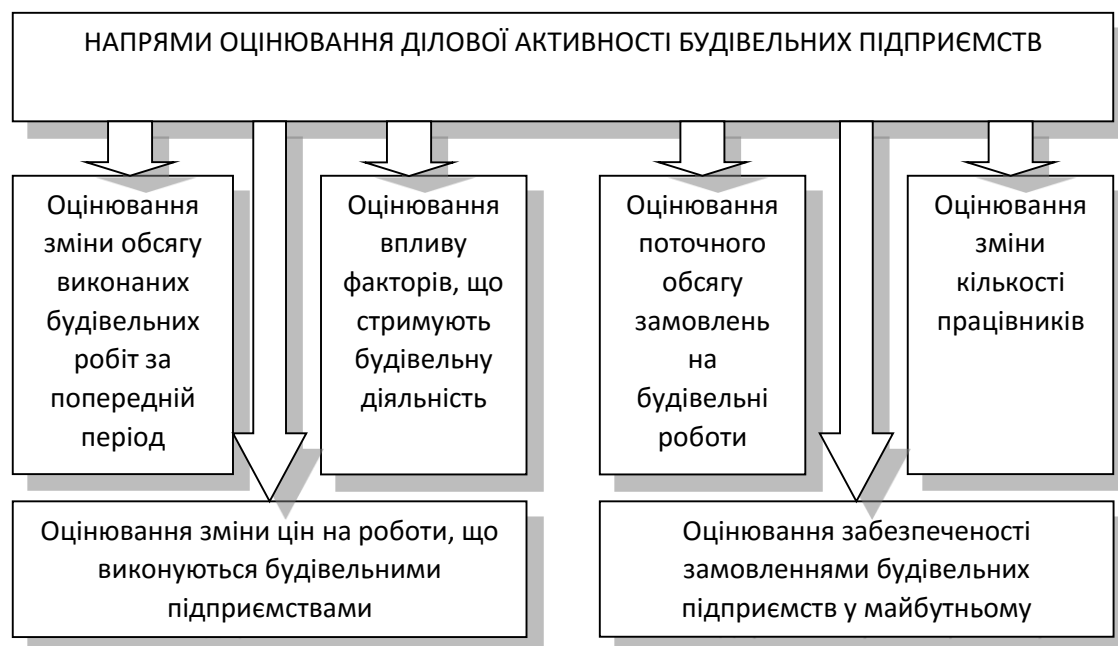 НАПРЯМИ ОЦІНЮВАННЯ ДІЛОВОЇ АКТИВНОСТІ БУДІВЕЛЬНИХ ПІДПРИЄМСТВ
Оцінювання
зміни обсягу
виконаних
будівельних
робіт за
попередній
період
Оцінювання
впливу
факторів, що
стримують
будівельну
діяльність
Оцінювання
поточного
обсягу
замовлень
на
будівельні
роботи
Оцінювання
зміни
кількості
працівників
Оцінювання зміни цін на роботи, що
виконуються будівельними
підприємствами
Оцінювання забезпеченості
замовленнями будівельних
підприємств у майбутньому